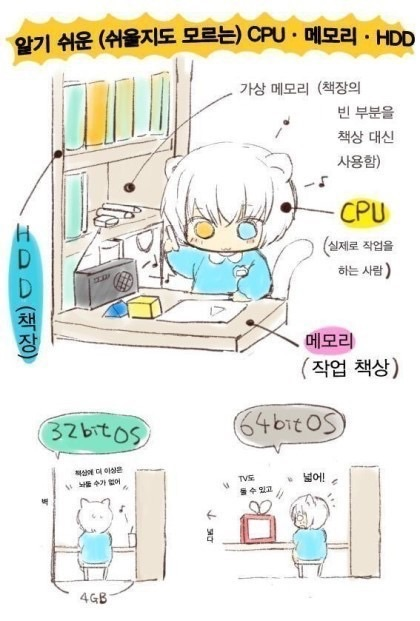 알기 쉬운 (쉬울지도 모르는) CPU · 메모리 · HDD
가상 메모리 (책장의
빈 부분을
책상 대신
사용함)
CPU
(실제로 작업을
하는 사람)
HDD(책장)
메모리
(작업 책상)
32bitOS
책상에 더 이상은
놔둘 수가 없어
벽
4GB
64bitOS
TV도
둘 수 있고
넓어!
넓다